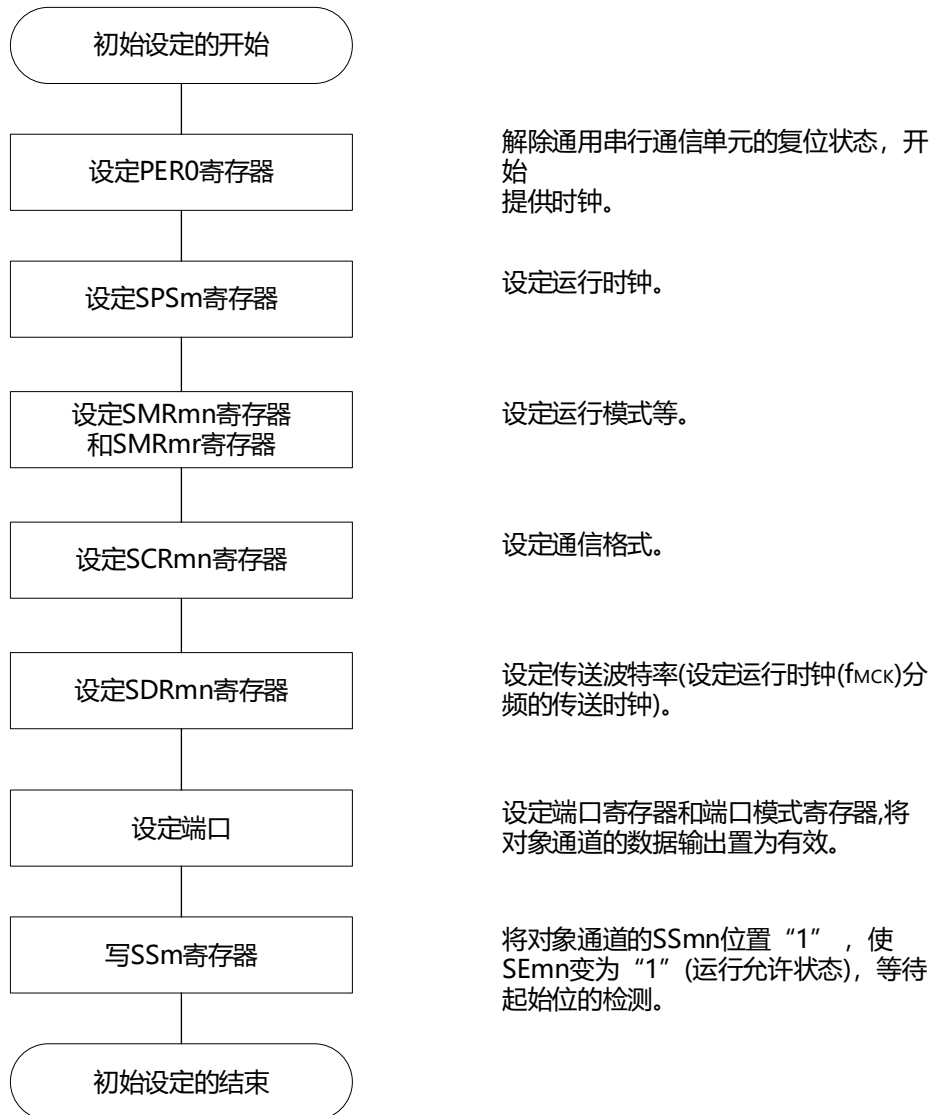 初始设定的开始
设定PER0寄存器
解除通用串行通信单元的复位状态，开
始
提供时钟。
设定SPSm寄存器
设定运行时钟。
设定SMRmn寄存器
和SMRmr寄存器
设定运行模式等。
设定SCRmn寄存器
设定通信格式。
设定SDRmn寄存器
设定传送波特率(设定运行时钟(fMCK)分
频的传送时钟)。
设定端口
设定端口寄存器和端口模式寄存器,将
对象通道的数据输出置为有效。
写SSm寄存器
将对象通道的SSmn位置“1”，使
SEmn变为“1”(运行允许状态)，等待
起始位的检测。
初始设定的结束